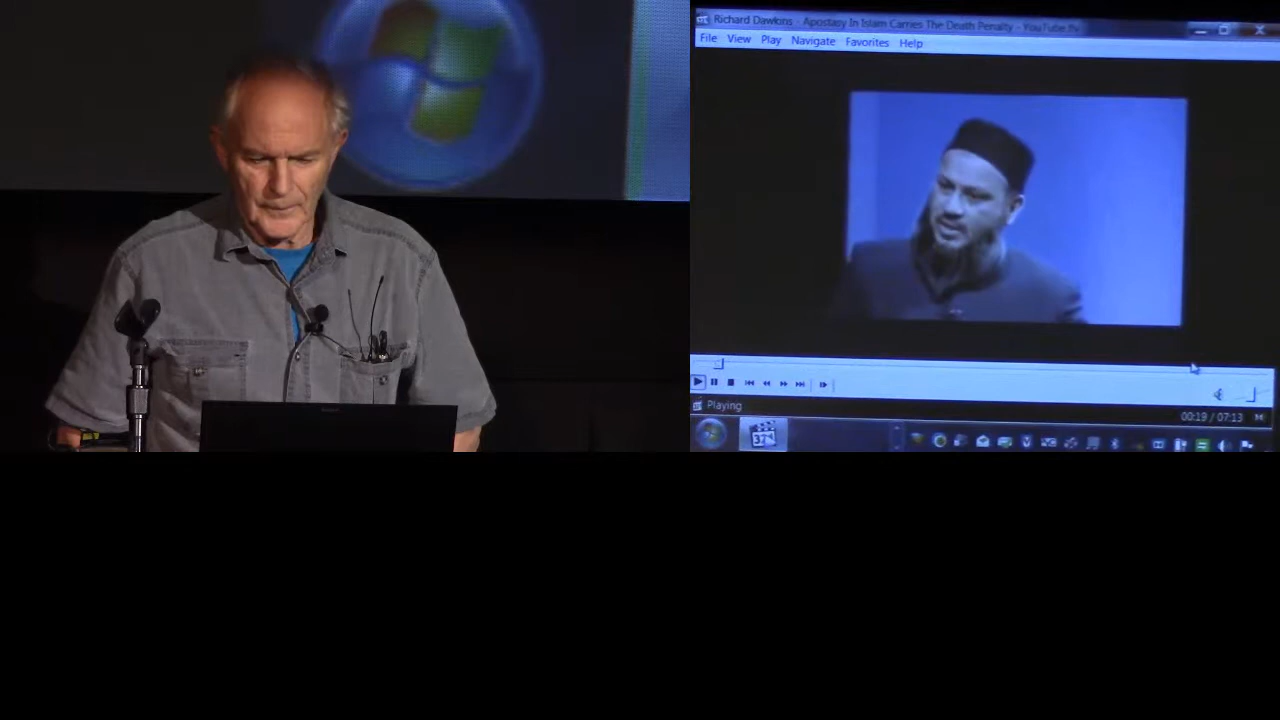 Richard Dawkins - Apostasy In Islam Carries The Death Penalty - YouTube.flv
File View Play Navigate Favorites Help
Playing
00:19 / 07:13